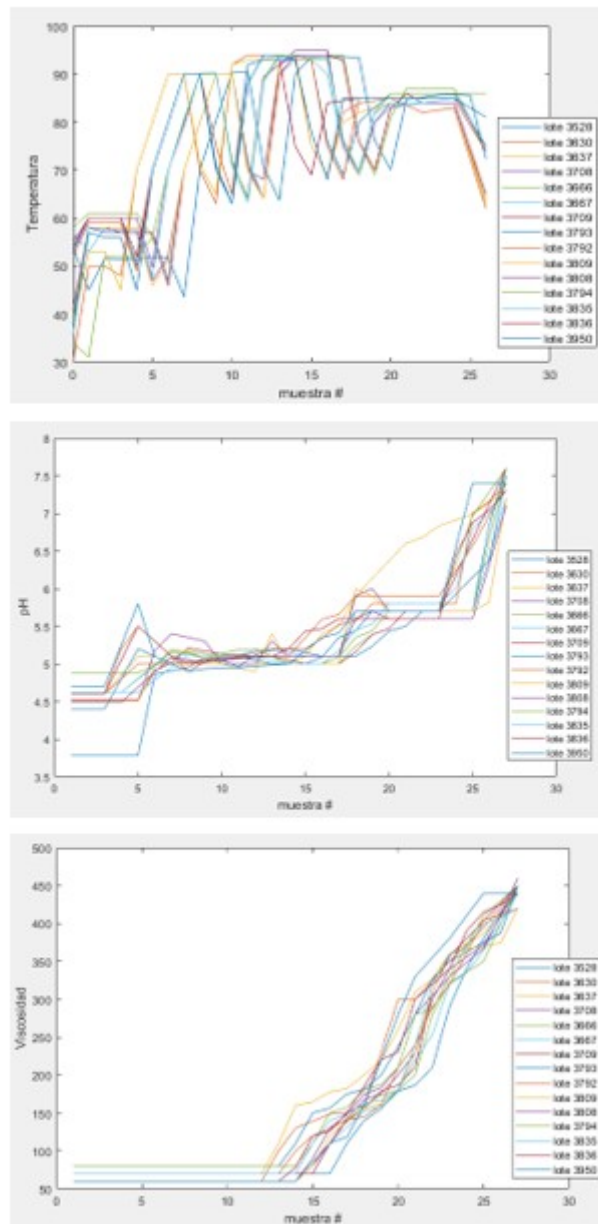 100
90
80
70
60
50
40
30
Temperatura
0 5 10 15 20 25 30
muestra #
lote 3528
lote 3630
lote 3637
lote 3708
lote 3666
lote 3667
lote 3709
lote 3793
lote 3792
lote 3809
lote 3808
lote 3794
lote 3835
lote 3836
lote 3950
8
7.5
7
6.5
6
5.5
5
4.5
4
3.5
pH
0 5 10 15 20 25 30
muestra #
lote 3528
lote 3630
lote 3637
lote 3708
lote 3666
lote 3667
lote 3709
lote 3793
lote 3792
lote 3809
lote 3808
lote 3794
lote 3835
lote 3836
lote 3950
500
450
400
350
300
250
200
150
100
50
Viscosidad
0 5 10 15 20 25 30
muestra #
lote 3528
lote 3630
lote 3637
lote 3708
lote 3666
lote 3667
lote 3709
lote 3793
lote 3792
lote 3809
lote 3808
lote 3794
lote 3835
lote 3836
lote 3950